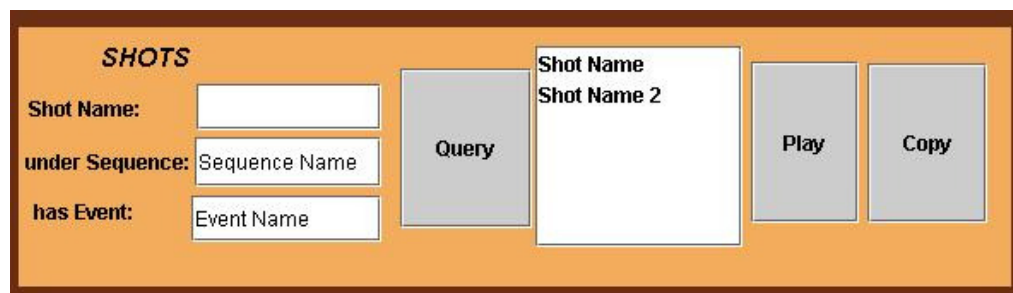 SHOTS
Shot Name:
under Sequence: Sequence Name
has Event: Event Name
Query
Shot Name
Shot Name 2
Play
Copy